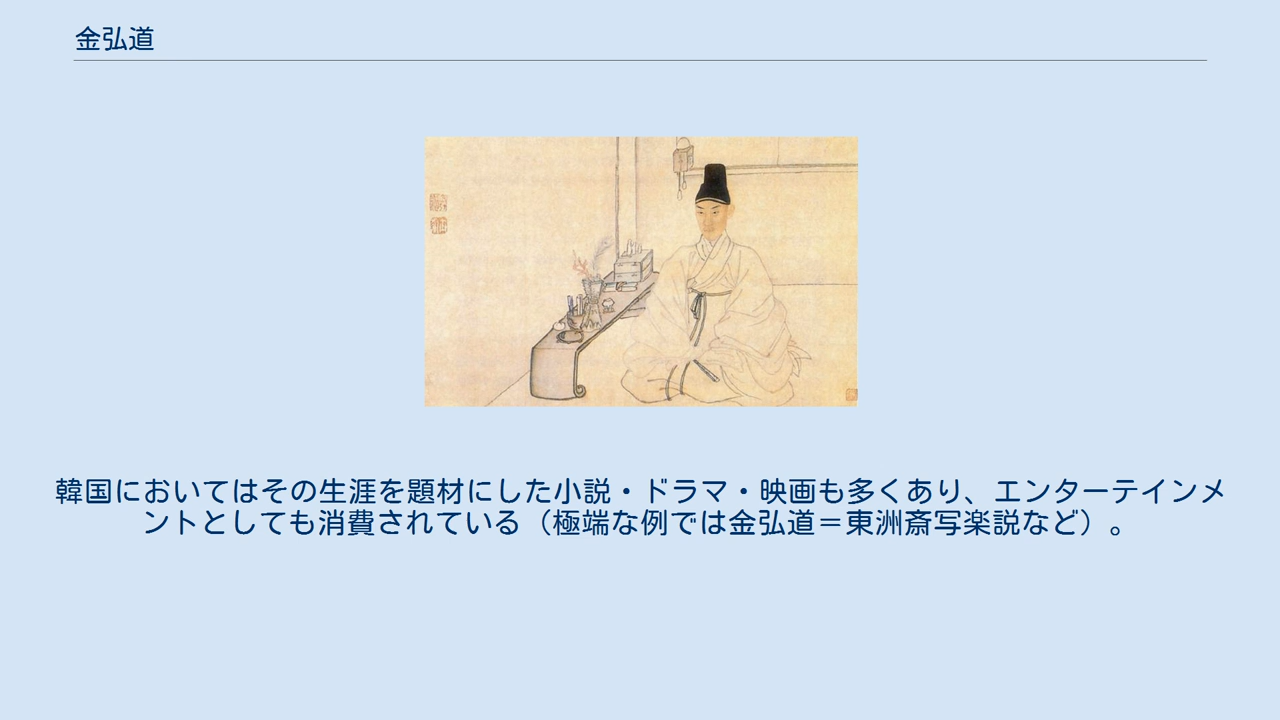 金弘道
韓国においてはその生涯を題材にした小説・ドラマ・映画も多くあり、エンターテインメ
ントとしても消費されている（極端な例では金弘道＝東洲斎写楽説など）。